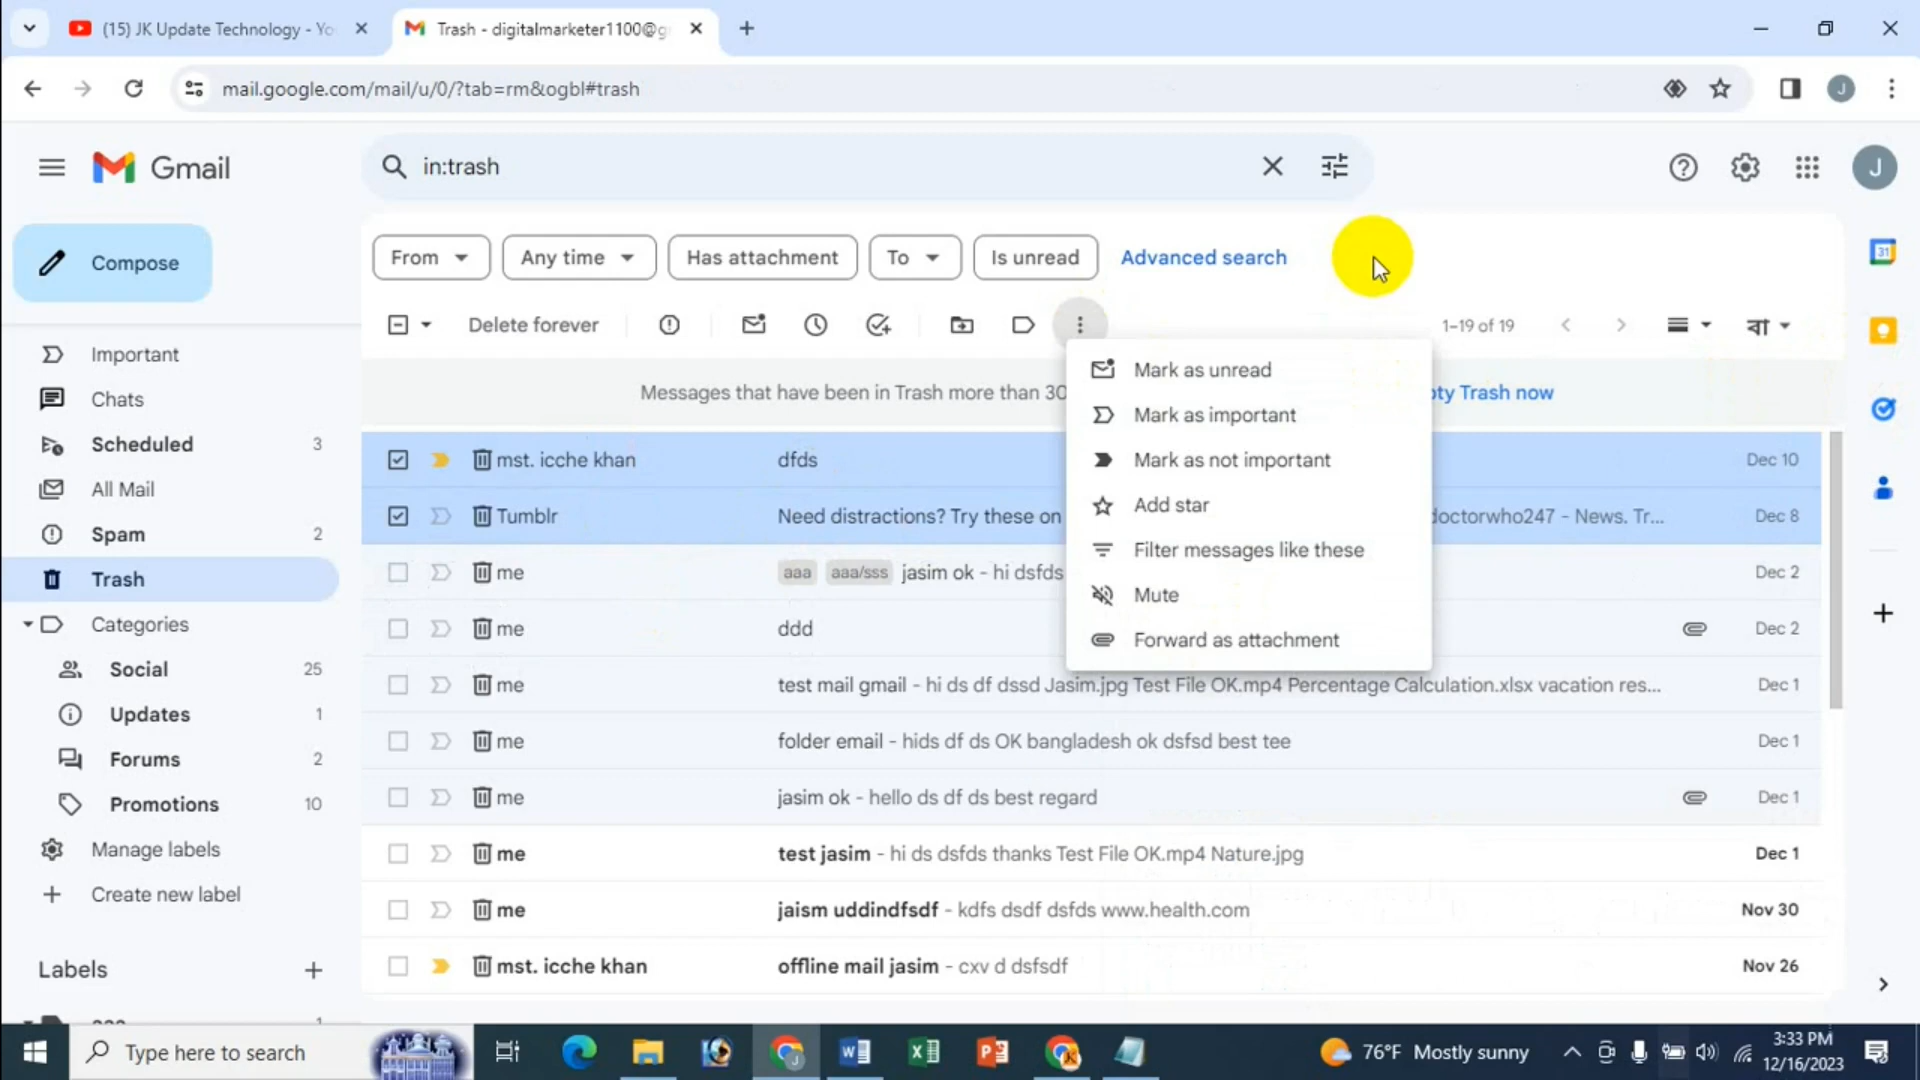 (15) JK Update Technology - Yo
Trash - digitalmarketer1100@g
mail.google.com/mail/u/0/?tab=rm&ogbl#trash
J
Gmail
in:trash
J
Compose
From
Any time
Has attachment
To
Is unread
Advanced search
31
Delete forever
1–19 of 19
বা
Messages that have been in Trash more than 30
pty Trash now
Mark as unread
Mark as important
Mark as not important
Add star
Filter messages like these
Mute
Forward as attachment
Important
Chats
Scheduled 3
All Mail
Spam 2
Trash
Categories
Social 25
Updates 1
Forums 2
Promotions 10
Manage labels
Create new label
Labels
1
mst. icche khan dfds Dec 10
Tumblr Need distractions? Try these on doctorwho247 - News. Tr... Dec 8
me aaa aaa/sss jasim ok - hi dsfds Dec 2
me ddd Dec 2
me test mail gmail - hi ds df dssd Jasim.jpg Test File OK.mp4 Percentage Calculation.xlsx vacation res... Dec 1
me folder email - hids df ds OK bangladesh ok dsfsd best tee Dec 1
me jasim ok - hello ds df ds best regard Dec 1
me test jasim - hi ds dsfds thanks Test File OK.mp4 Nature.jpg Dec 1
me jaism uddindfsdf - kdfs dsdf dsfds www.health.com Nov 30
mst. icche khan offline mail jasim - cxv d dsfsdf Nov 26
Type here to search
76°F Mostly sunny
3:33 PM
12/16/2023